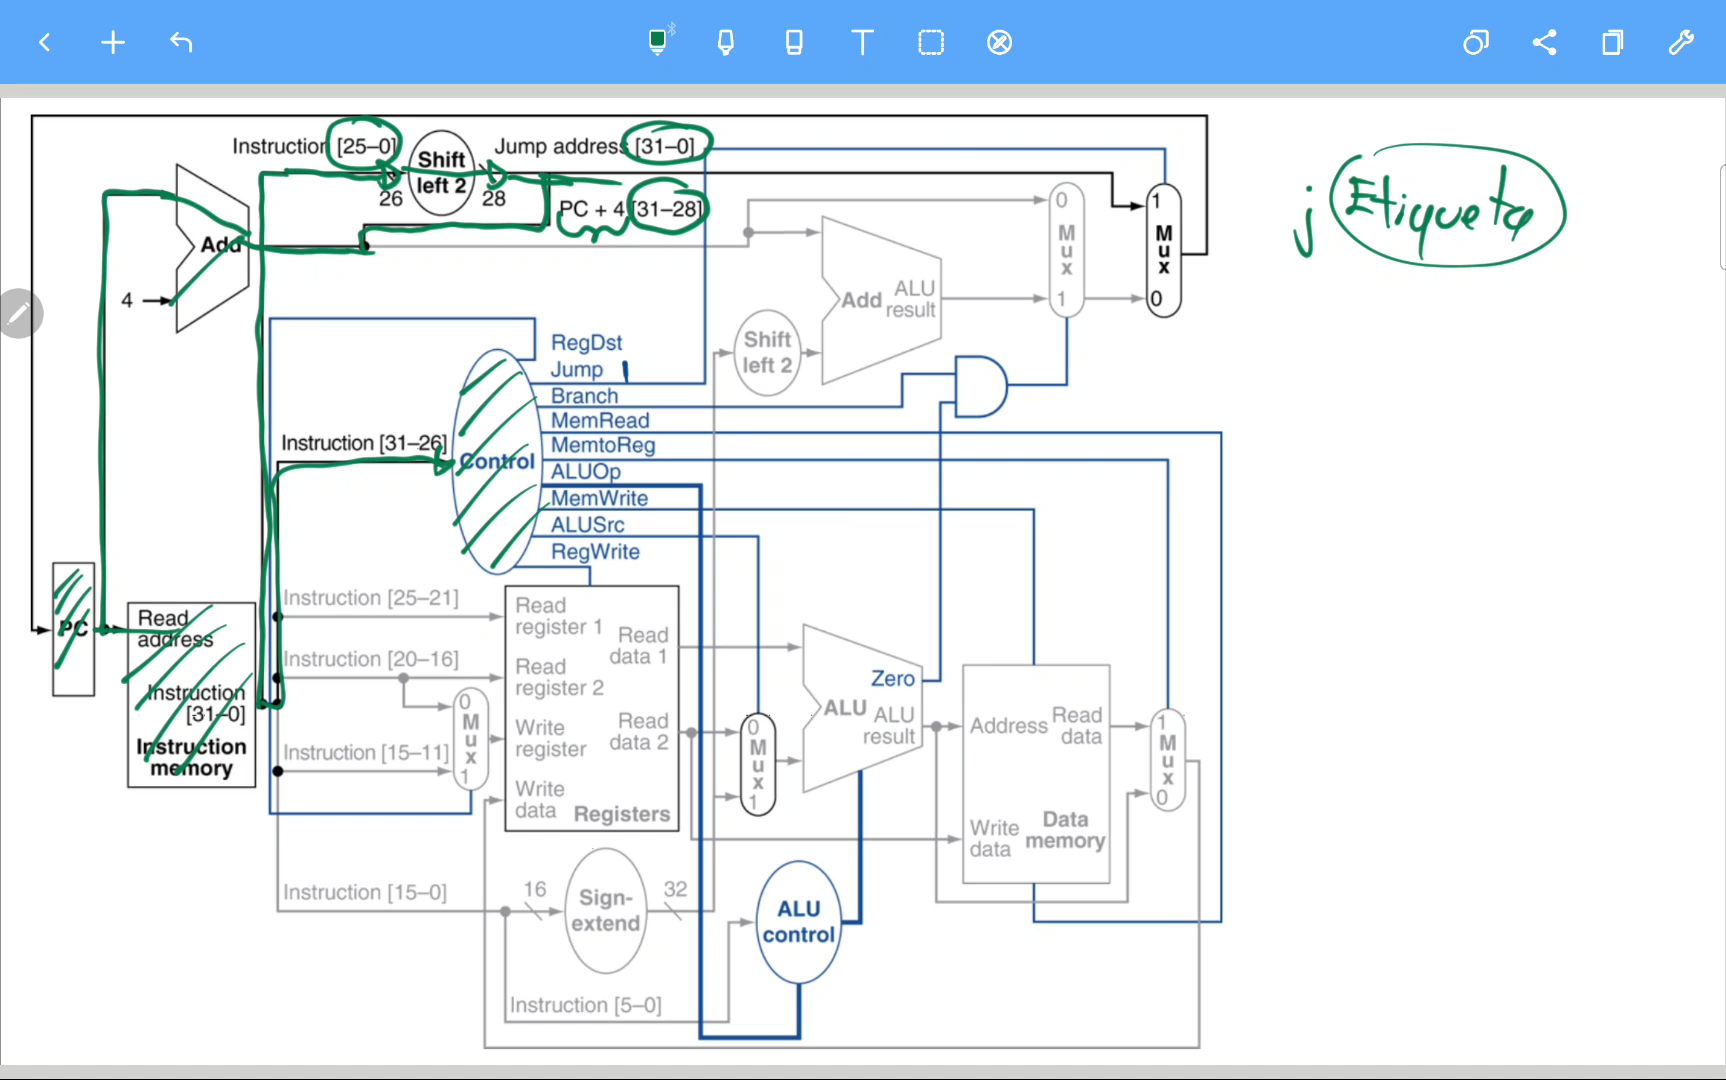 Instruction [25–0]
Shift
left 2
Jump address [31–0]
26
28
PC + 4 [31–28]
j Etiqueta
Add
4
0
M
u
x
1
1
M
u
x
0
Add
ALU
result
Shift
left 2
RegDst
Jump 1
Branch
MemRead
MemtoReg
ALUOp
MemWrite
ALUSrc
RegWrite
Instruction [31–26]
Control
PC
Read
address
Instruction
[31–0]
Instruction
memory
Instruction [25–21]
Instruction [20–16]
Instruction [15–11]
0
M
u
x
1
Read
register 1
Read
register 2
Write
register
Write
data
Read
data 1
Read
data 2
Registers
0
M
u
x
1
Zero
ALU
ALU
result
Address
Read
data
Write
data
Data
memory
1
M
u
x
0
Instruction [15–0]
16
Sign-
extend
32
ALU
control
Instruction [5–0]
T